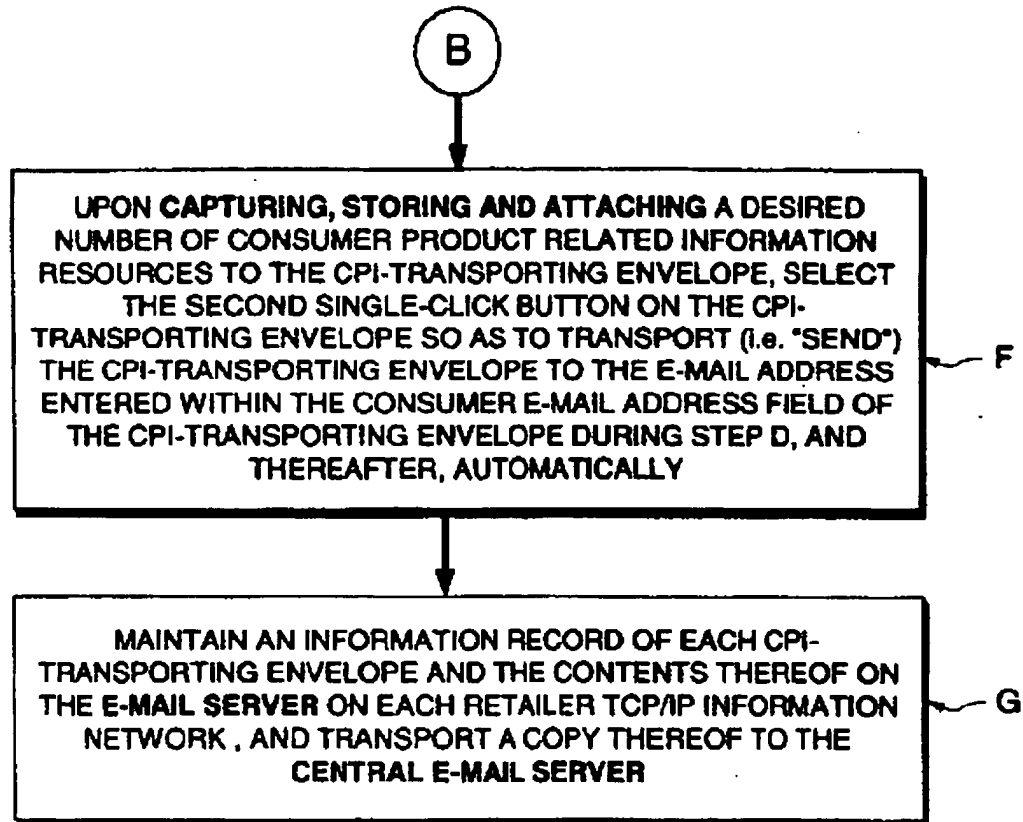 B
UPON CAPTURING, STORING AND ATTACHING A DESIRED
NUMBER OF CONSUMER PRODUCT RELATED INFORMATION
RESOURCES TO THE CPI-TRANSPORTING ENVELOPE, SELECT
THE SECOND SINGLE-CLICK BUTTON ON THE CPI-
TRANSPORTING ENVELOPE SO AS TO TRANSPORT (i.e. "SEND")
THE CPI-TRANSPORTING ENVELOPE TO THE E-MAIL ADDRESS
ENTERED WITHIN THE CONSUMER E-MAIL ADDRESS FIELD OF
THE CPI-TRANSPORTING ENVELOPE DURING STEP D, AND
THEREAFTER, AUTOMATICALLY
F
MAINTAIN AN INFORMATION RECORD OF EACH CPI-
TRANSPORTING ENVELOPE AND THE CONTENTS THEREOF ON
THE E-MAIL SERVER ON EACH RETAILER TCP/IP INFORMATION
NETWORK , AND TRANSPORT A COPY THEREOF TO THE
CENTRAL E-MAIL SERVER
G